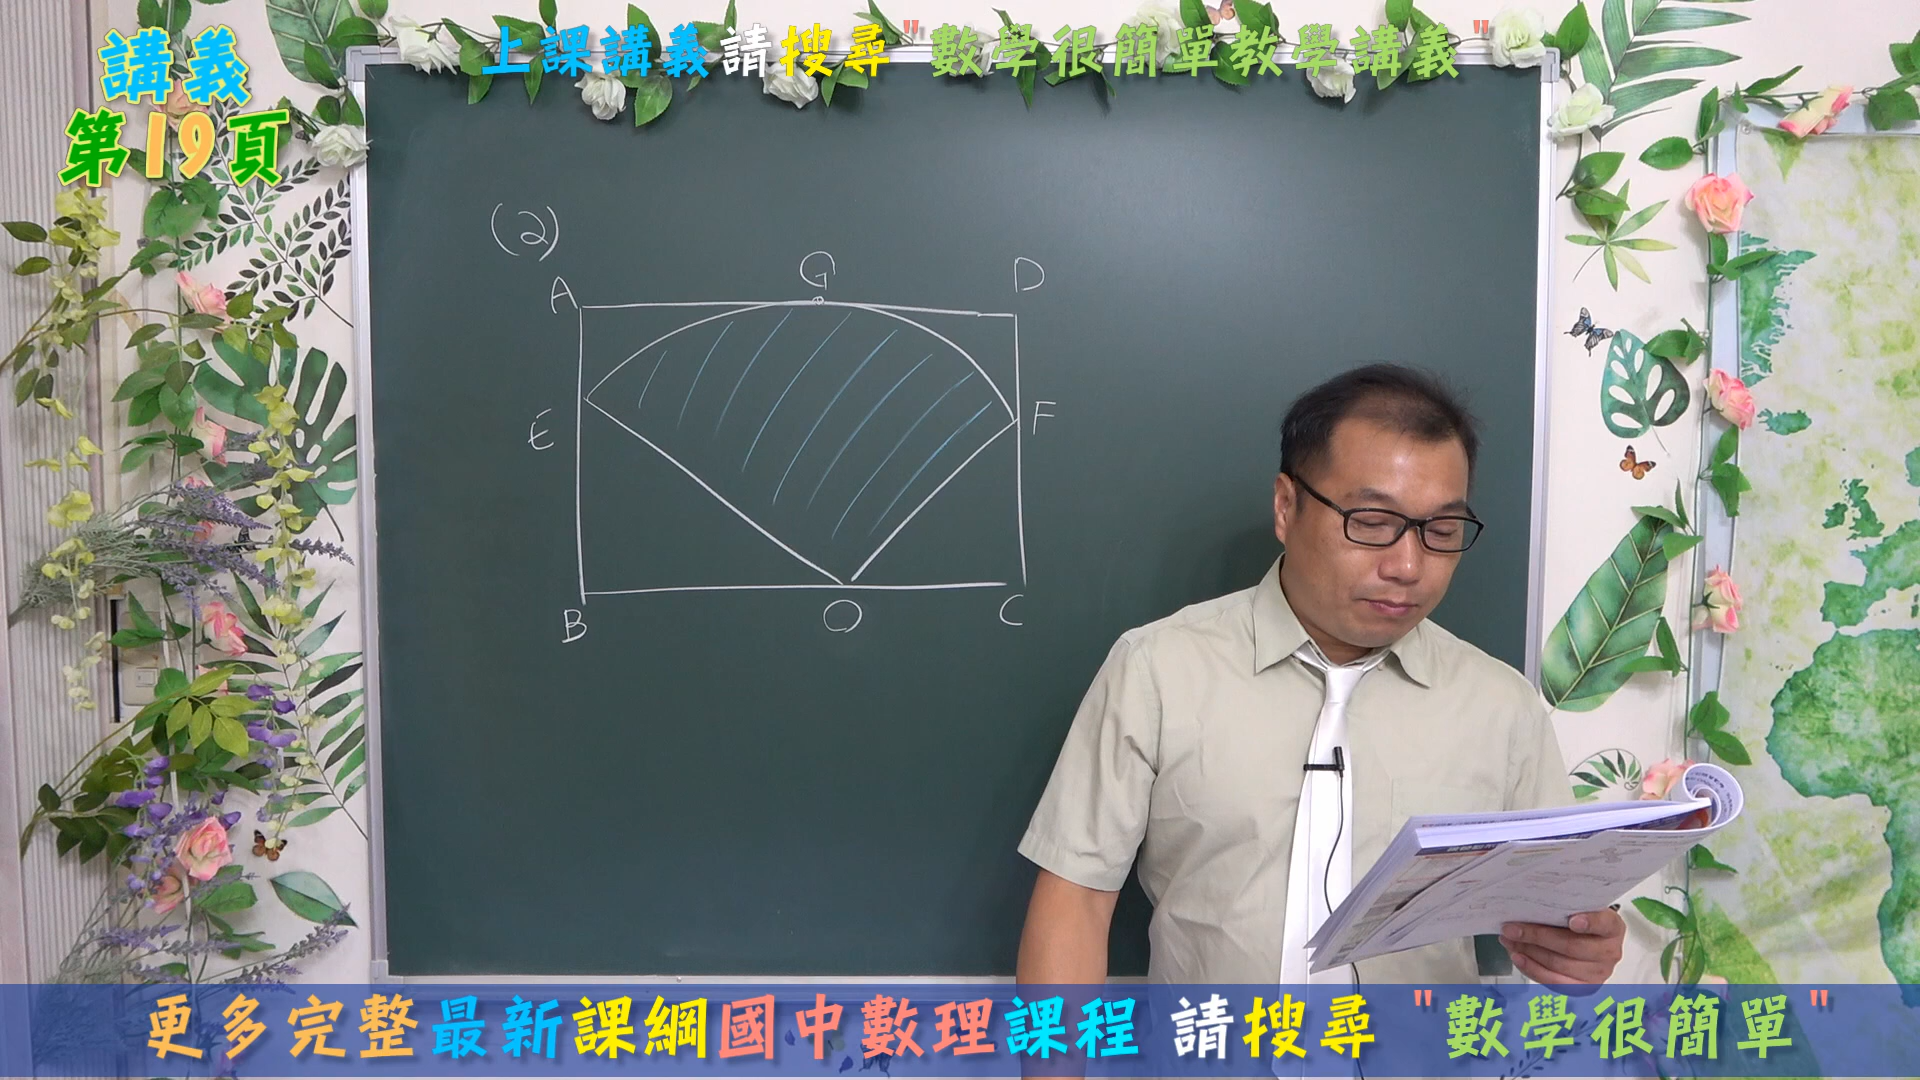 講義
第19頁
上課講義請搜尋"數學很簡單教學講義"
(2)
A G D
E F
B O C
更多完整最新課綱國中數理課程 請搜尋 "數學很簡單"